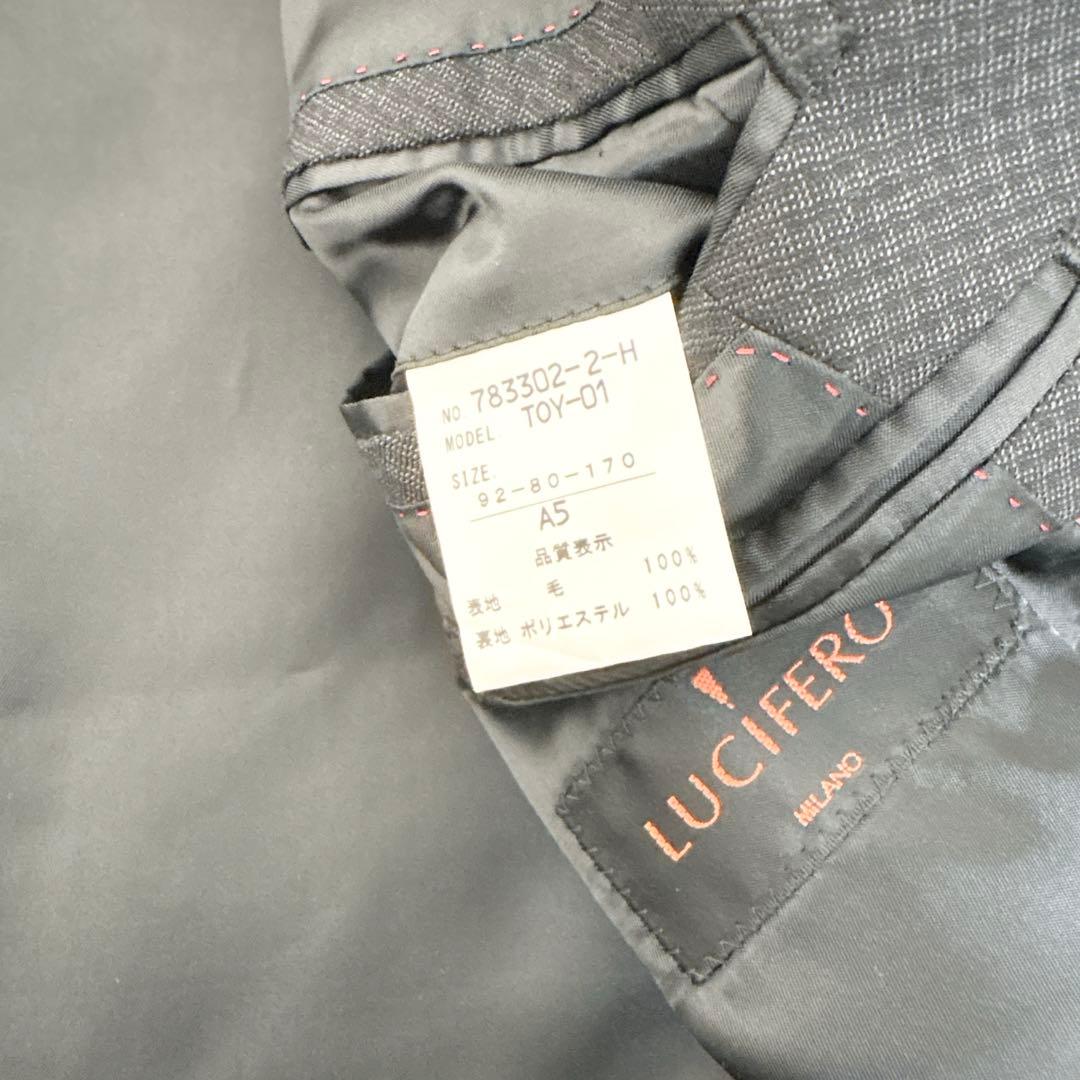 NO. 783302-2-H
MODEL. TOY-01
SIZE.
92-80-170
A5
品質表示
表地 毛 100%
裏地 ポリエステル 100%
LUCIFERO
MILANO